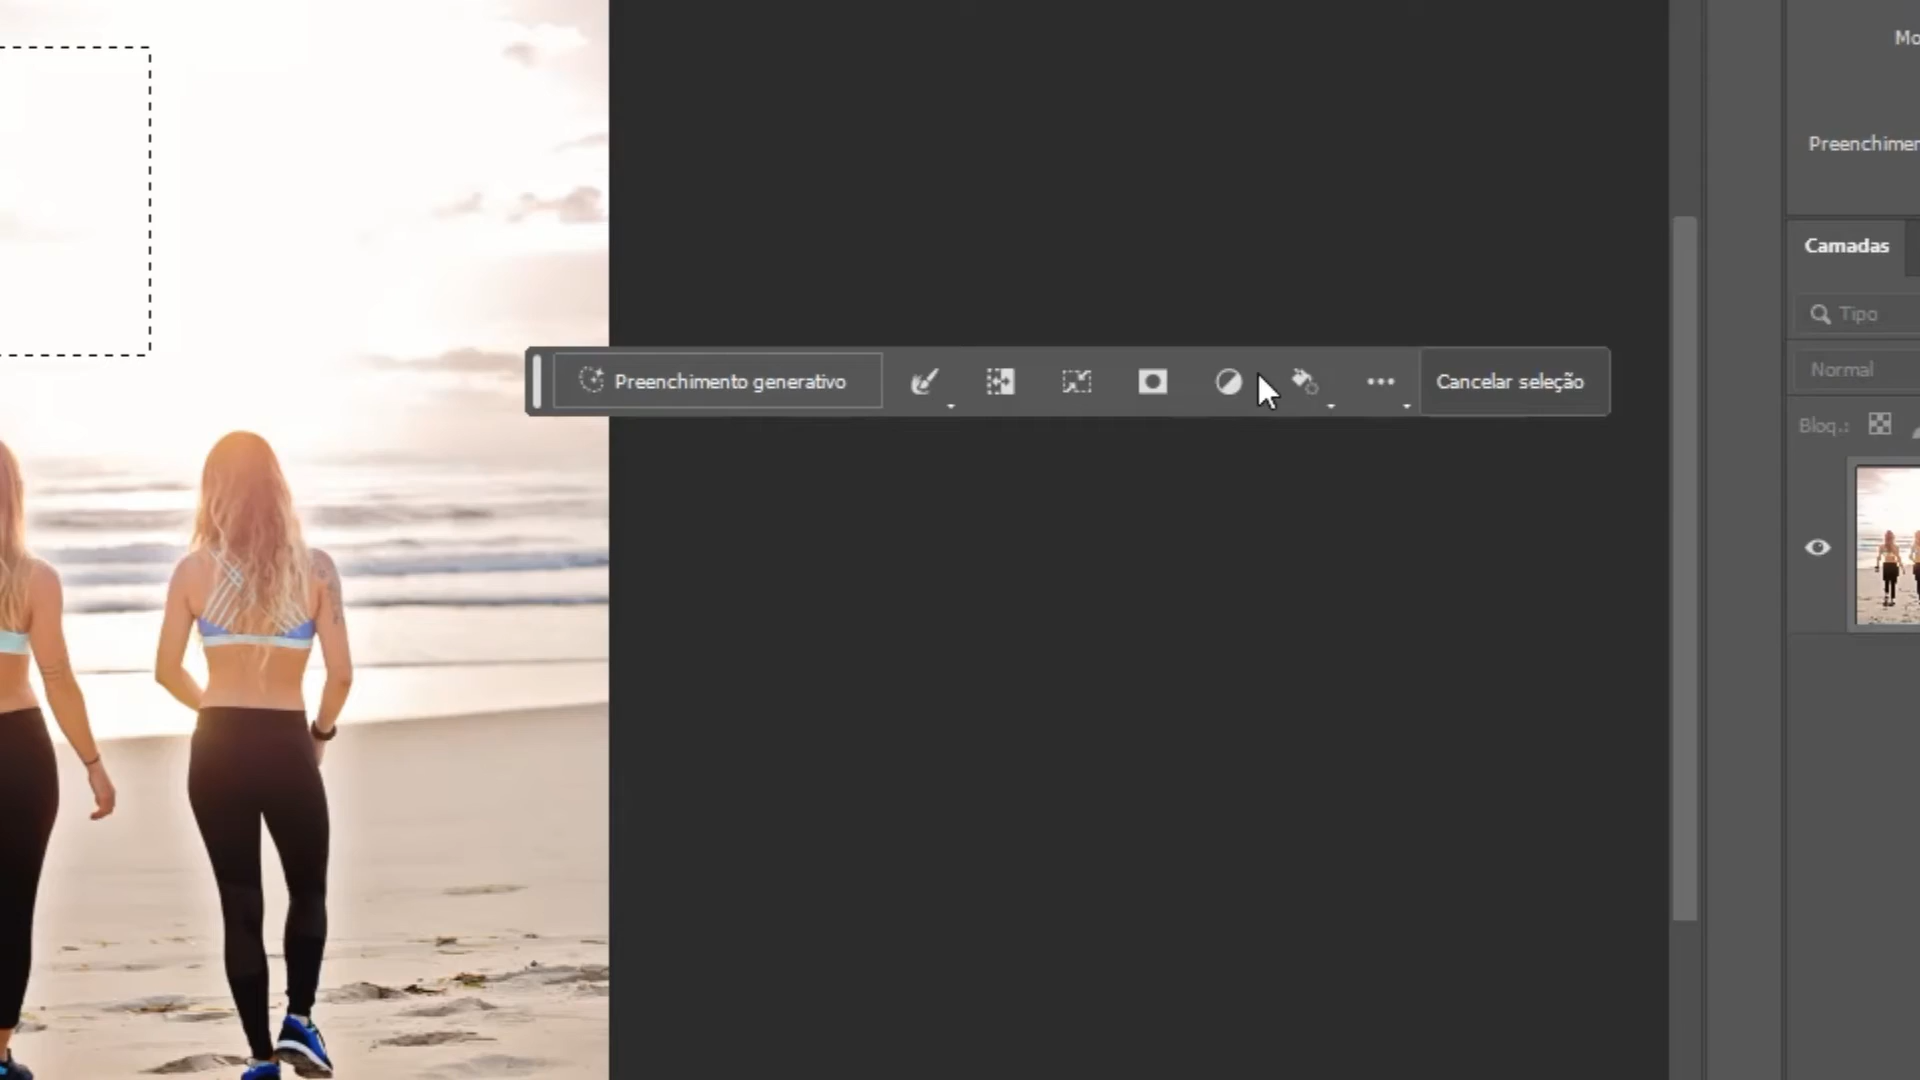 Mo
Preenchimen
Camadas
Tipo
Preenchimento generativo
Cancelar seleção
Normal
Bloq.: